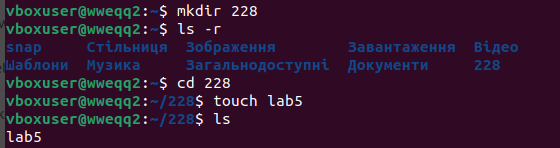 vboxuser@wweqq2:~$ mkdir 228
vboxuser@wweqq2:~$ ls -r
snap Стільниця Зображення Завантаження Відео
Шаблони Музика Загальнодоступні Документи 228
vboxuser@wweqq2:~$ cd 228
vboxuser@wweqq2:~/228$ touch lab5
vboxuser@wweqq2:~/228$ ls
lab5